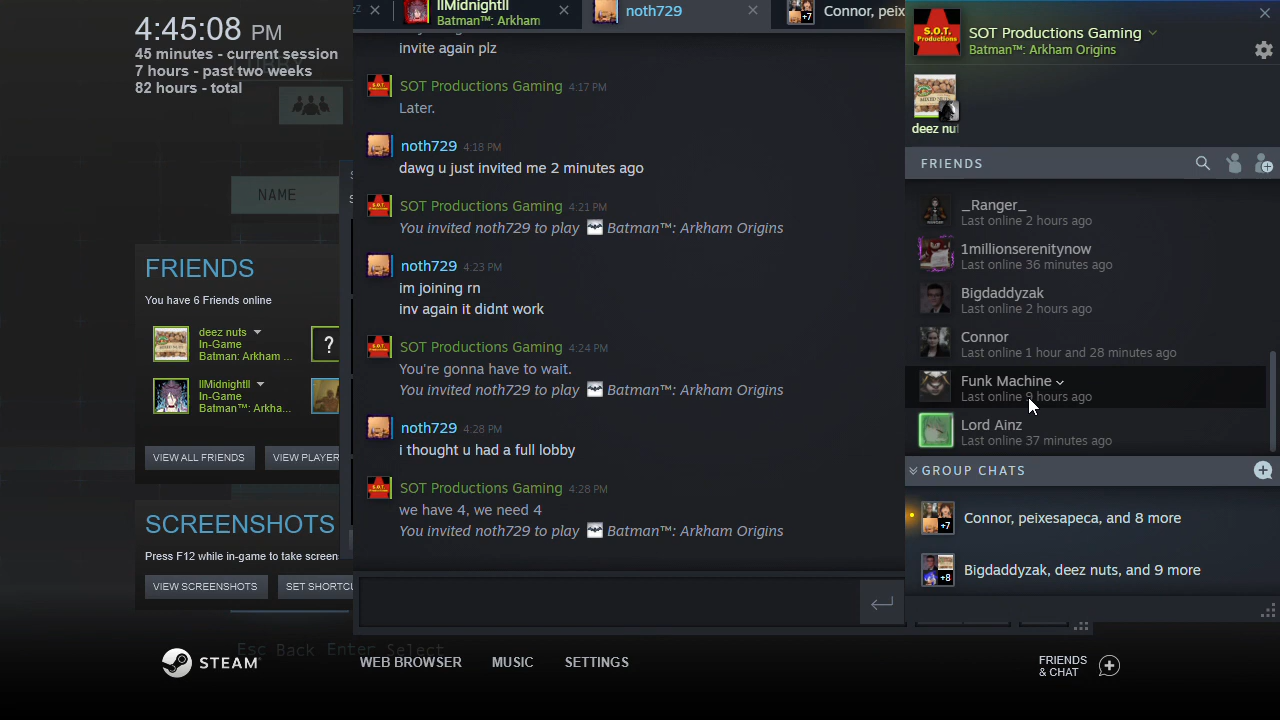 4:45:08 PM
45 minutes - current session
7 hours - past two weeks
82 hours - total
NAME
FRIENDS
You have 6 Friends online
deez nuts
In-Game
Batman: Arkham ...
?
llMidnightll
In-Game
Batman™: Arkha...
VIEW ALL FRIENDS
VIEW PLAYER
SCREENSHOTS
Press F12 while in-game to take screen
VIEW SCREENSHOTS
SET SHORTCU
Esc Back Enter Select
STEAM
WEB BROWSER
MUSIC
SETTINGS
FRIENDS
& CHAT
llMidnightll
Batman™: Arkham
noth729
+7
Connor, peix
invite again plz
SOT Productions Gaming 4:17 PM
Later.
noth729 4:18 PM
dawg u just invited me 2 minutes ago
SOT Productions Gaming 4:21 PM
You invited noth729 to play Batman™: Arkham Origins
noth729 4:23 PM
im joining rn
inv again it didnt work
SOT Productions Gaming 4:24 PM
You're gonna have to wait.
You invited noth729 to play Batman™: Arkham Origins
noth729 4:28 PM
i thought u had a full lobby
SOT Productions Gaming 4:28 PM
we have 4, we need 4
You invited noth729 to play Batman™: Arkham Origins
S.O.T.
Productions
SOT Productions Gaming
Batman™: Arkham Origins
MIXED NUTS
deez nut
FRIENDS
_Ranger_
Last online 2 hours ago
1millionserenitynow
Last online 36 minutes ago
Bigdaddyzak
Last online 2 hours ago
Connor
Last online 1 hour and 28 minutes ago
Funk Machine
Last online 9 hours ago
Lord Ainz
Last online 37 minutes ago
GROUP CHATS
+7
Connor, peixesapeca, and 8 more
+8
Bigdaddyzak, deez nuts, and 9 more